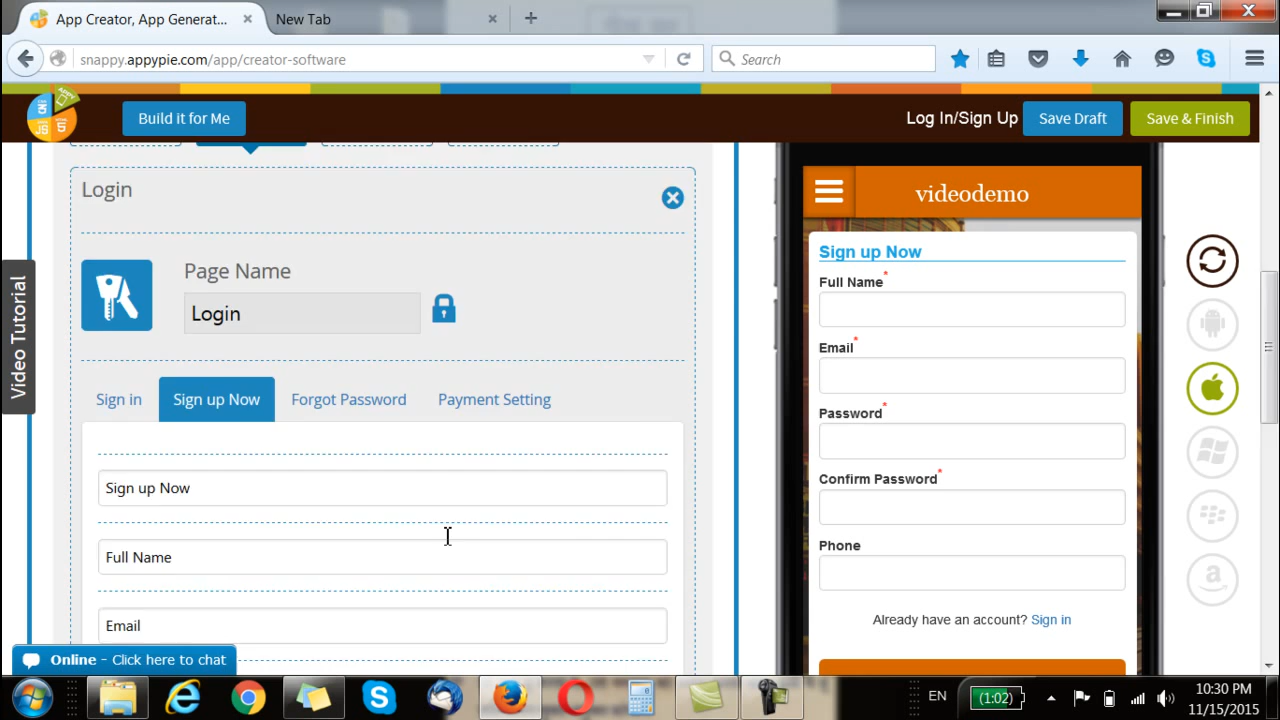 App Creator, App Generat...
New Tab
snappy.appypie.com/app/creator-software
Search
Build it for Me
Log In/Sign Up
Save Draft
Save & Finish
Login
Page Name
Login
Sign in
Sign up Now
Forgot Password
Payment Setting
Sign up Now
Full Name
Email
Video Tutorial
Online - Click here to chat
videodemo
Sign up Now
Full Name*
Email*
Password*
Confirm Password*
Phone
Already have an account? Sign in
EN
(1:02)
10:30 PM
11/15/2015